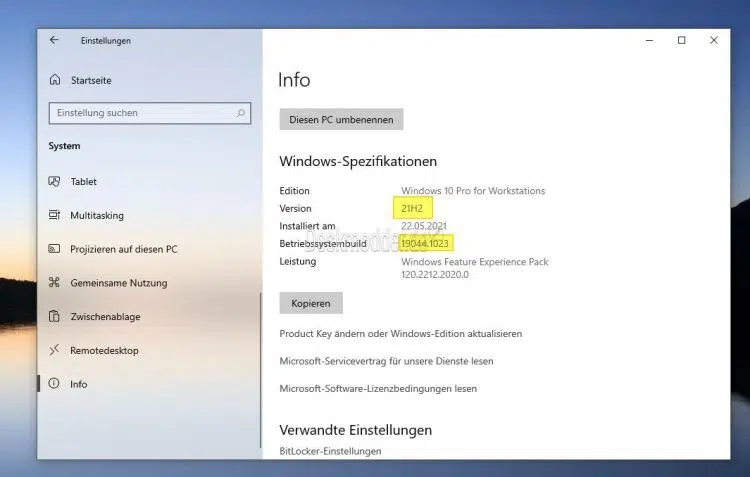 Einstellungen
Startseite
Einstellung suchen
System
Tablet
Multitasking
Projizieren auf diesen PC
Gemeinsame Nutzung
Zwischenablage
Remotedesktop
Info
Info
Diesen PC umbenennen
Windows-Spezifikationen
Edition Windows 10 Pro for Workstations
Version 21H2
Installiert am 22.05.2021
Betriebssystembuild 19044.1023
Leistung Windows Feature Experience Pack
120.2212.2020.0
Kopieren
Product Key ändern oder Windows-Edition aktualisieren
Microsoft-Servicevertrag für unsere Dienste lesen
Microsoft-Software-Lizenzbedingungen lesen
Verwandte Einstellungen
BitLocker-Einstellungen